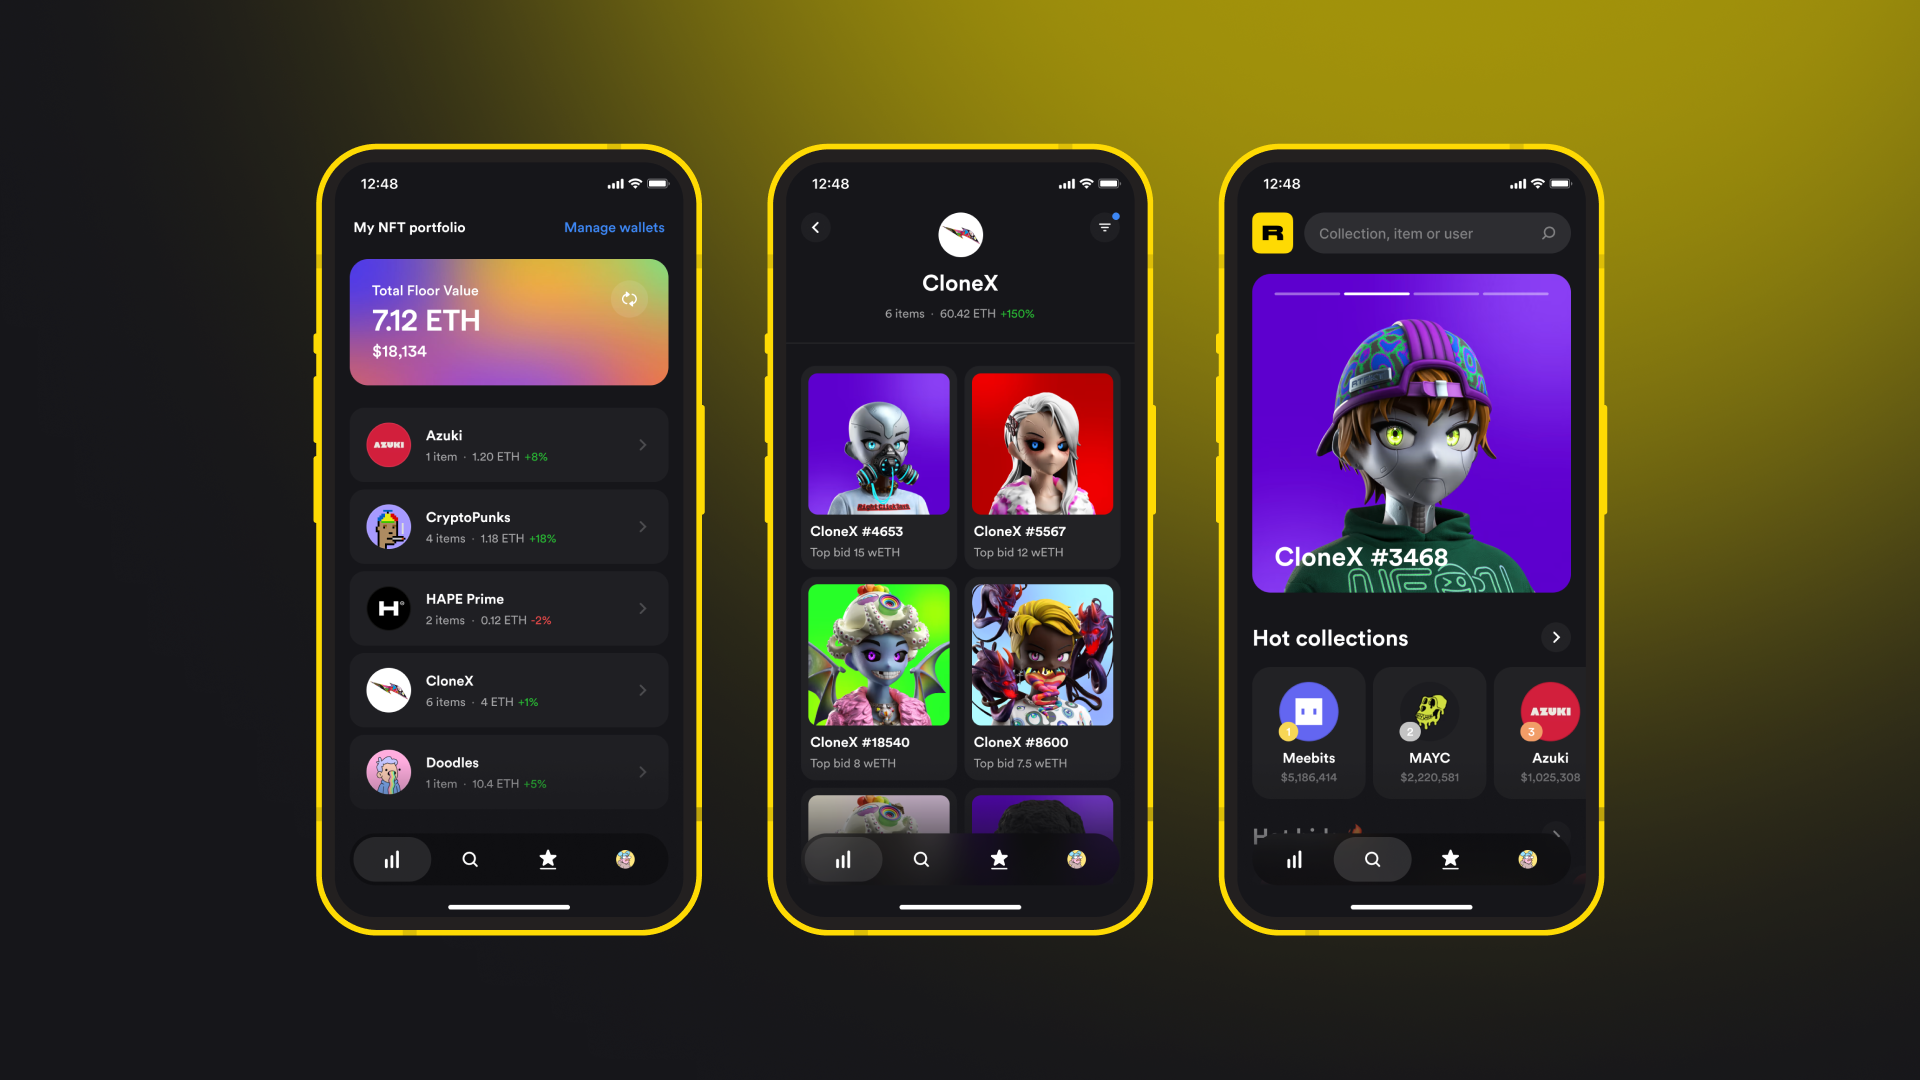 12:48
My NFT portfolio
Manage wallets
Total Floor Value
7.12 ETH
$18,134
AZUKI
Azuki
1 item · 1.20 ETH +8%
CryptoPunks
4 items · 1.18 ETH +18%
H
HAPE Prime
2 items · 0.12 ETH -2%
CloneX
6 items · 4 ETH +1%
Doodles
1 item · 10.4 ETH +5%
12:48
CloneX
6 items · 60.42 ETH +150%
CloneX #4653
Top bid 15 wETH
CloneX #5567
Top bid 12 wETH
CloneX #18540
Top bid 8 wETH
CloneX #8600
Top bid 7.5 wETH
12:48
R
Collection, item or user
CloneX #3468
Hot collections
1
Meebits
$5,186,414
2
MAYC
$2,220,581
AZUKI
3
Azuki
$1,025,308